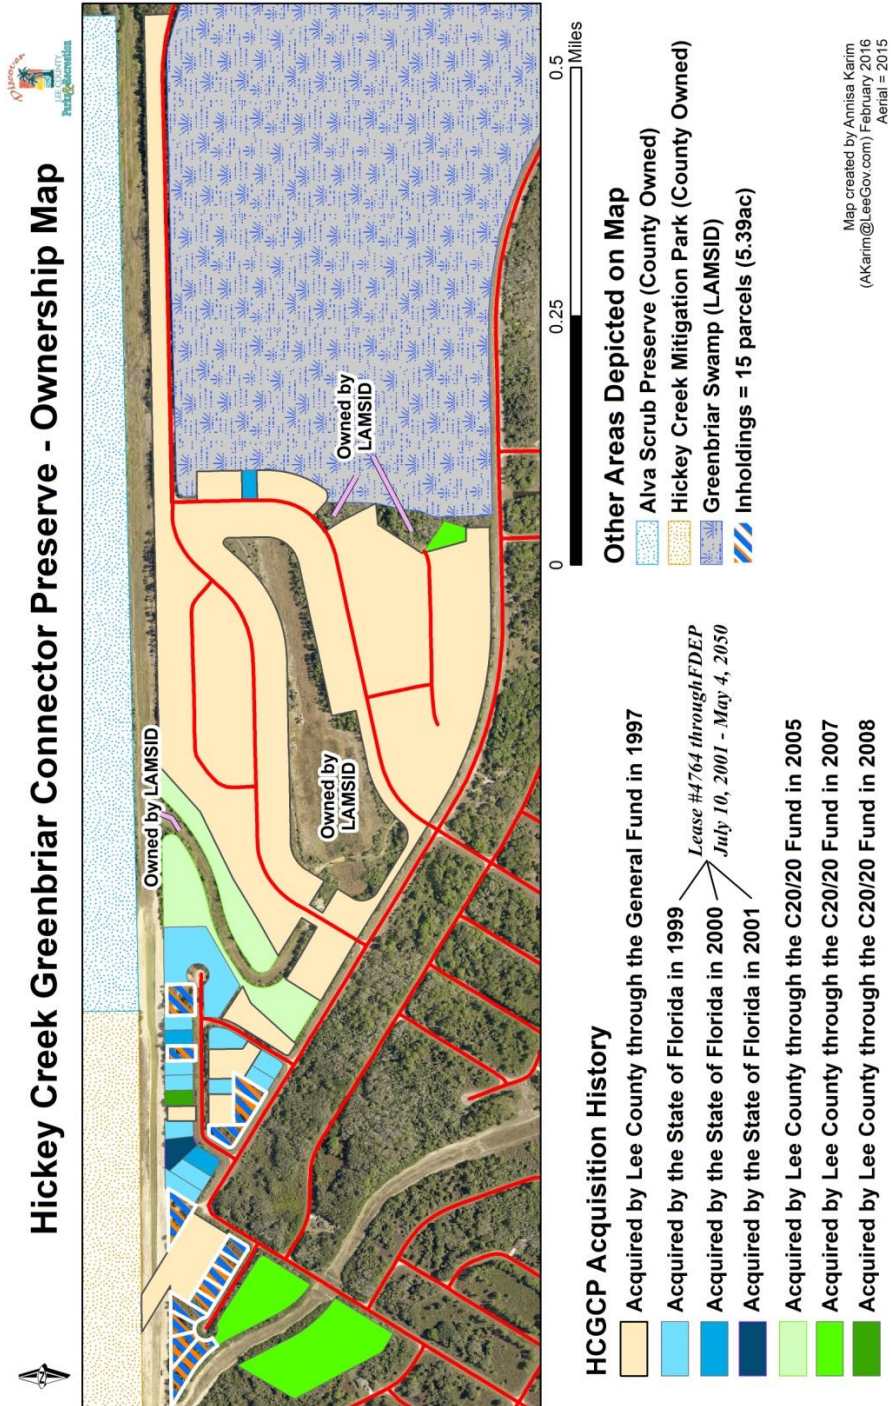 Hickey Creek Greenbriar Connector Preserve - Ownership Map
Discover
LEE COUNTY
Parks & Recreation
Owned by LAMSID
Owned by
LAMSID
Owned by
LAMSID
N
0
0.25
0.5
Miles
HCGCP Acquisition History
Acquired by Lee County through the General Fund in 1997
Acquired by the State of Florida in 1999
Acquired by the State of Florida in 2000
Acquired by the State of Florida in 2001
Lease #4764 through FDEP
July 10, 2001 - May 4, 2050
Acquired by Lee County through the C20/20 Fund in 2005
Acquired by Lee County through the C20/20 Fund in 2007
Acquired by Lee County through the C20/20 Fund in 2008
Other Areas Depicted on Map
Alva Scrub Preserve (County Owned)
Hickey Creek Mitigation Park (County Owned)
Greenbriar Swamp (LAMSID)
Inholdings = 15 parcels (5.39ac)
Map created by Annisa Karim
(AKarim@LeeGov.com) February 2016
Aerial = 2015